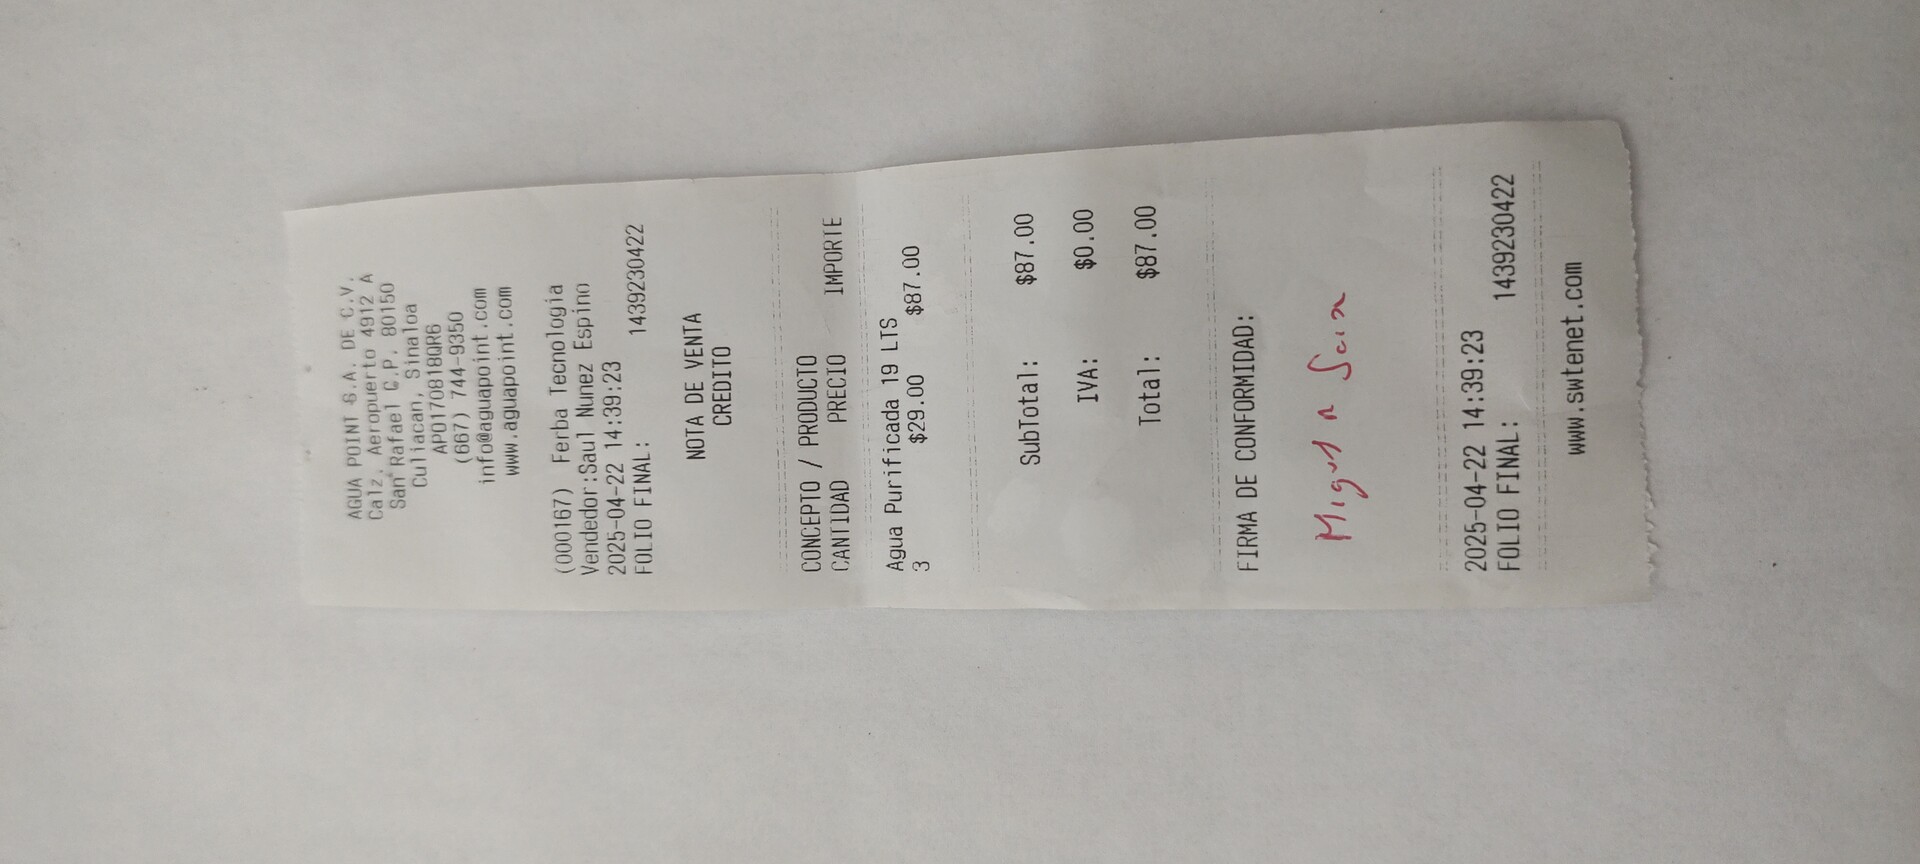 AGUA POINT S.A. DE C.V.
Calz. Aeropuerto 4912 A
San Rafael C.P. 80150
Culiacan, Sinaloa
APO170818QR6
(667) 744-9350
info@aguapoint.com
www.aguapoint.com
(000167) Ferba Tecnologia
Vendedor:Saul Nunez Espino
2025-04-22 14:39:23
FOLIO FINAL: 1439230422
NOTA DE VENTA
CREDITO
CONCEPTO / PRODUCTO
CANTIDAD PRECIO IMPORTE
Agua Purificada 19 LTS
3 $29.00 $87.00
SubTotal: $87.00
IVA: $0.00
Total: $87.00
FIRMA DE CONFORMIDAD:
2025-04-22 14:39:23
FOLIO FINAL: 1439230422
www.swtenet.com